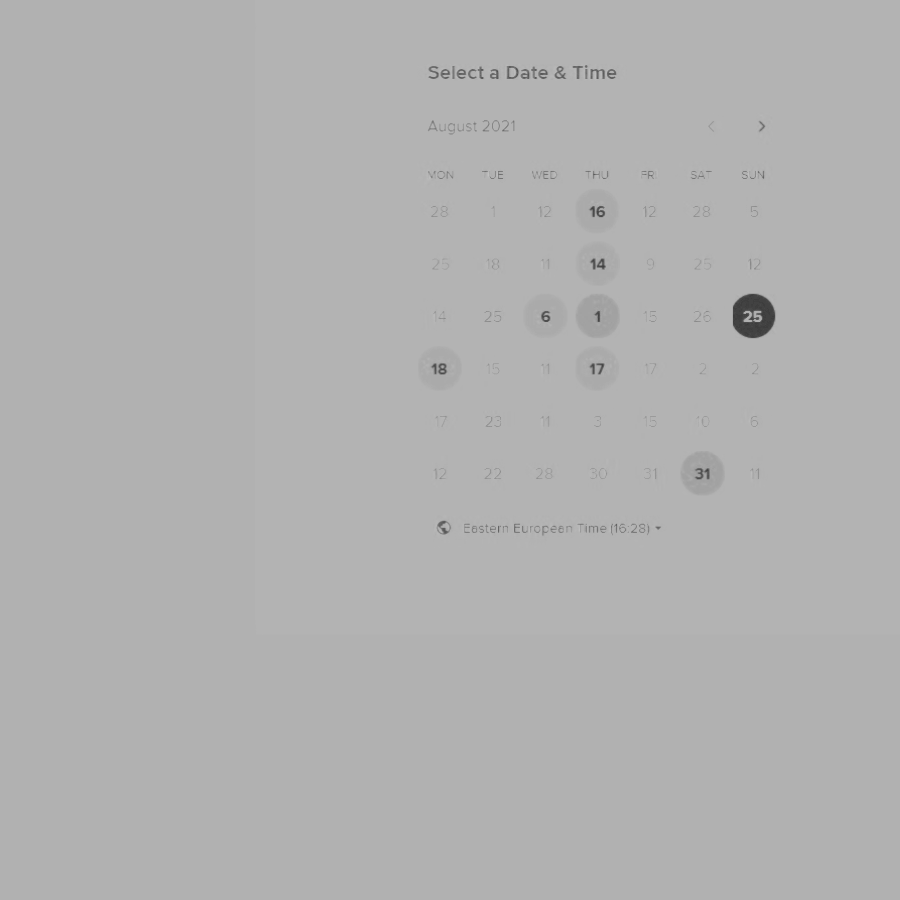 Select a Date & Time
August 2021
MON TUE WED THU FRI SAT SUN
28 1 12 16 12 28 5
25 18 11 14 9 25 12
14 25 6 1 15 26 25
18 15 11 17 17 2 2
17 23 11 3 15 10 6
12 22 28 30 31 31 11
Eastern European Time (16:28)